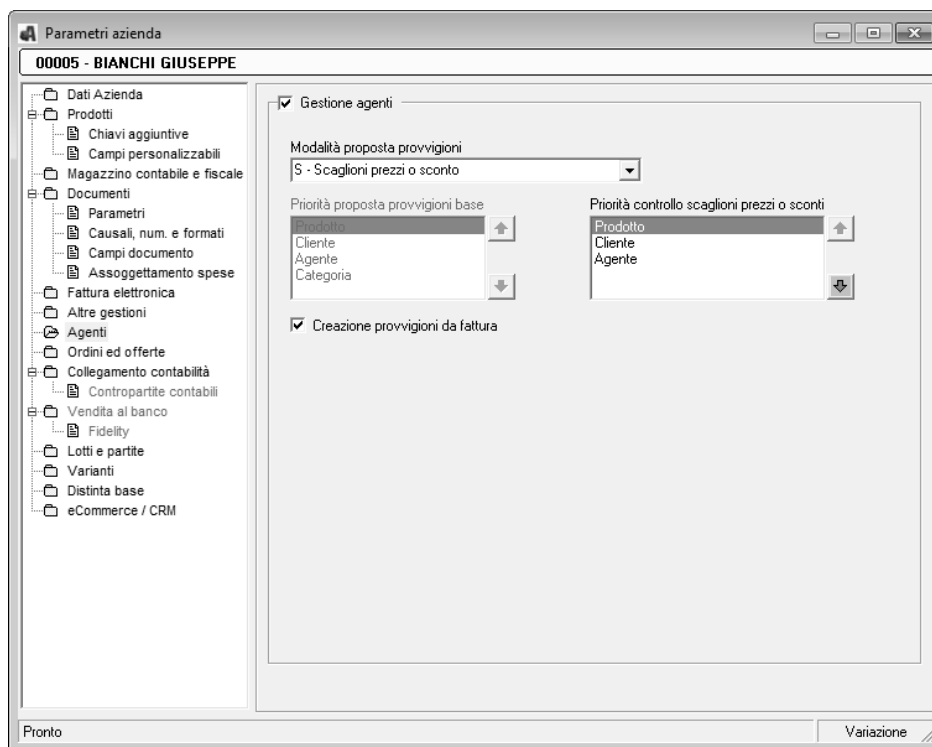 Parametri azienda
00005 - BIANCHI GIUSEPPE
Dati Azienda
Prodotti
Chiavi aggiuntive
Campi personalizzabili
Magazzino contabile e fiscale
Documenti
Parametri
Causali, num. e formati
Campi documento
Assoggettamento spese
Fattura elettronica
Altre gestioni
Agenti
Ordini ed offerte
Collegamento contabilità
Contropartite contabili
Vendita al banco
Fidelity
Lotti e partite
Varianti
Distinta base
eCommerce / CRM
Gestione agenti
Modalità proposta provvigioni
S - Scaglioni prezzi o sconto
Priorità proposta provvigioni base
Prodotto
Cliente
Agente
Categoria
Priorità controllo scaglioni prezzi o sconti
Prodotto
Cliente
Agente
Creazione provvigioni da fattura
Pronto
Variazione